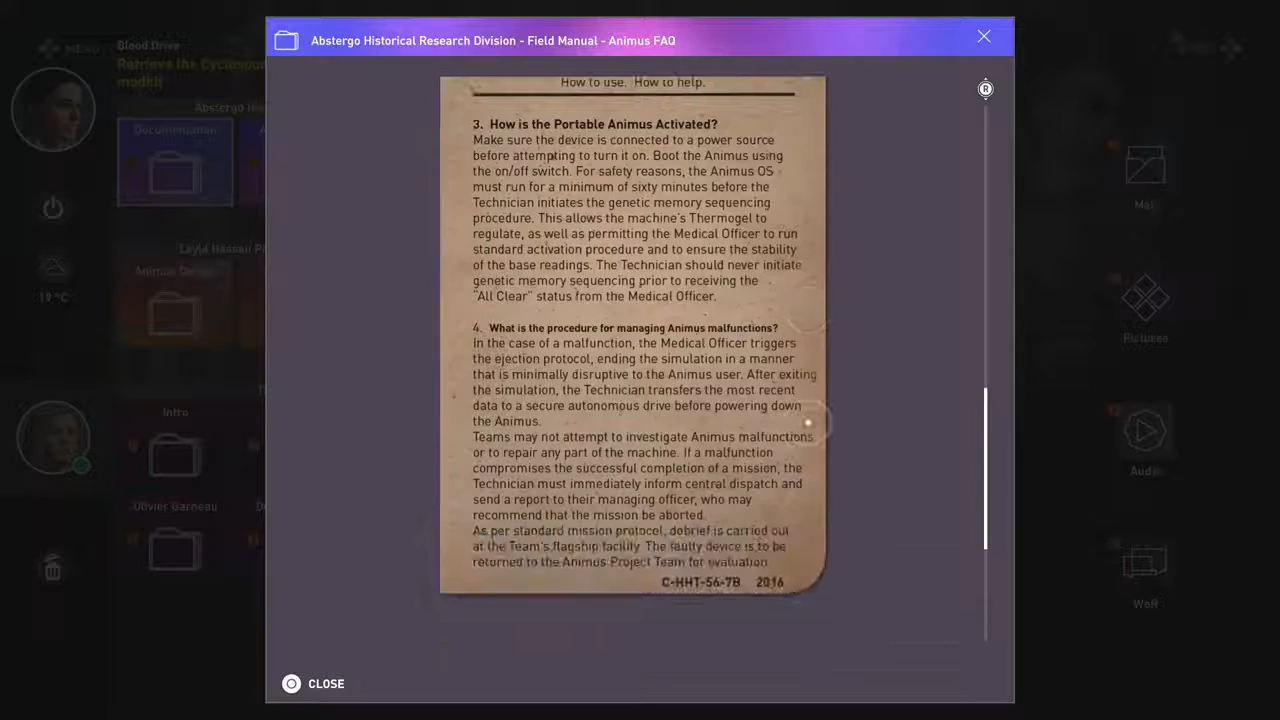 MENU
Blood Drive
Retrieve the Cyclonous
medkit
Abstergo Historical Research Division - Field Manual - Animus FAQ
Abstergo
Documentation
19 °C
Layla Hassan
Intro
Olivier Garneau
How to use. How to help.
3. How is the Portable Animus Activated?
Make sure the device is connected to a power source
before attempting to turn it on. Boot the Animus using
the on/off switch. For safety reasons, the Animus OS
must run for a minimum of sixty minutes before the
Technician initiates the genetic memory sequencing
procedure. This allows the machine's Thermogel to
regulate, as well as permitting the Medical Officer to run
standard activation procedure and to ensure the stability
of the base readings. The Technician should never initiate
genetic memory sequencing prior to receiving the
"All Clear" status from the Medical Officer.
4. What is the procedure for managing Animus malfunctions?
In the case of a malfunction, the Medical Officer triggers
the ejection protocol, ending the simulation in a manner
that is minimally disruptive to the Animus user. After exiting
the simulation, the Technician transfers the most recent
data to a secure autonomous drive before powering down
the Animus.
Teams may not attempt to investigate Animus malfunctions
or to repair any part of the machine. If a malfunction
compromises the successful completion of a mission, the
Technician must immediately inform central dispatch and
send a report to their managing officer, who may
recommend that the mission be aborted.
As per standard mission protocol, debrief is carried out
at the Team's flagship facility. The faulty device is to be
returned to the Animus Project Team for evaluation.
C-HHT-56-7B 2016
R
Pictures
Audio
CLOSE